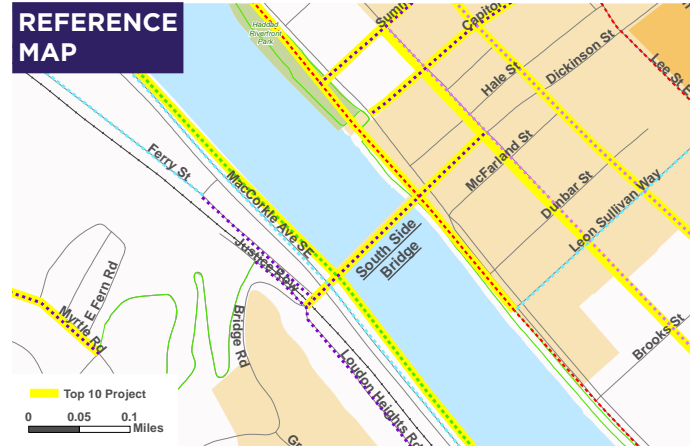 REFERENCE
MAP
Haddad
Riverfront
Park
Capitol
Hale St
Dickinson St
Lee St E
McFarland St
Dunbar St
Leon Sullivan Way
Brooks St
Ferry St
MacCorkle Ave SE
Justice Row
South Side
Bridge
E Fern Rd
Myrtle Rd
Bridge Rd
Loudon Heights Rd
Top 10 Project
0 0.05 0.1
Miles